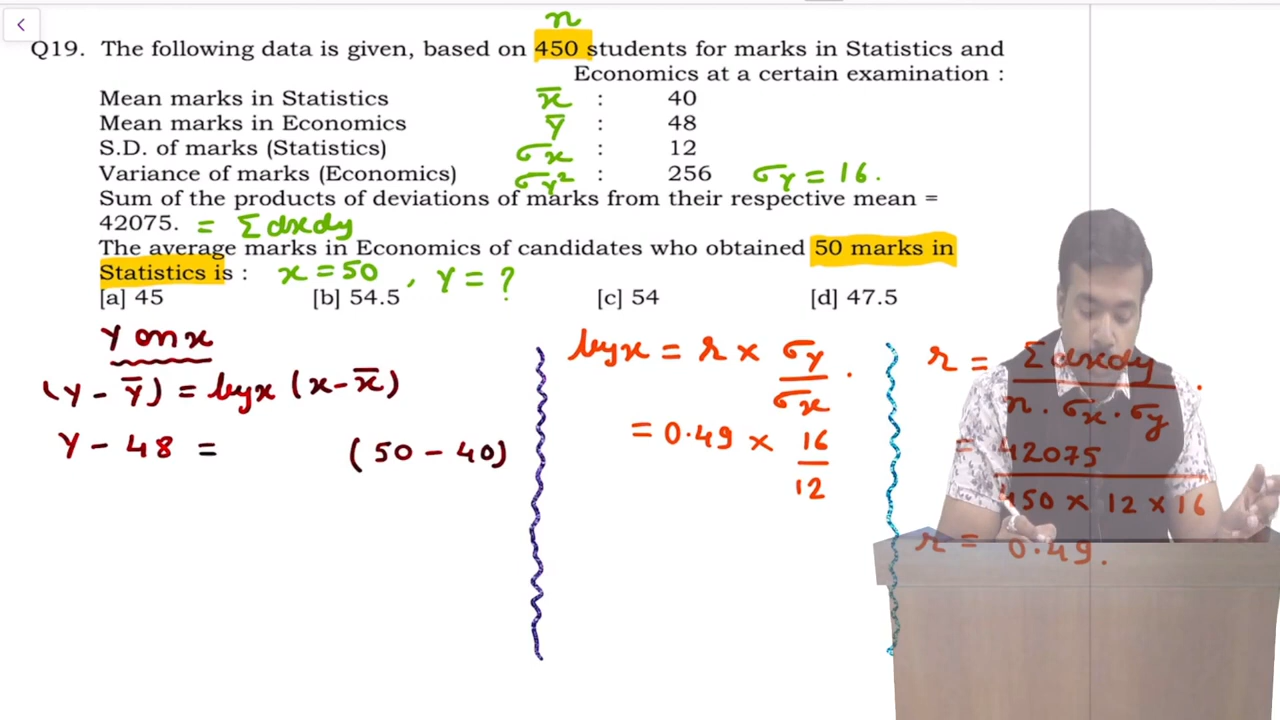 n
Q19. The following data is given, based on 450 students for marks in Statistics and
Economics at a certain examination :
Mean marks in Statistics x̄ : 40
Mean marks in Economics ȳ : 48
S.D. of marks (Statistics) σx : 12
Variance of marks (Economics) σy² : 256 σy = 16.
Sum of the products of deviations of marks from their respective mean =
42075. = Σdxdy
The average marks in Economics of candidates who obtained 50 marks in
Statistics is : x = 50 , y = ?
[a] 45 [b] 54.5 [c] 54 [d] 47.5
y on x
(y - ȳ) = byx (x - x̄)
y - 48 = (50 - 40)
byx = r × σy / σx .
= 0.49 × 16 / 12
r = Σdxdy / n . σx . σy .
= 42075 / 450 × 12 × 16
r = 0.49.